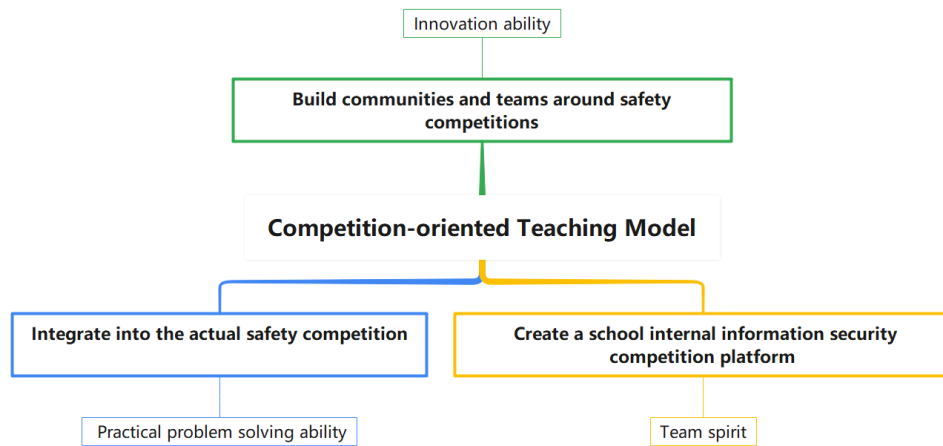 Innovation ability
Build communities and teams around safety
competitions
Competition-oriented Teaching Model
Integrate into the actual safety competition
Create a school internal information security
competition platform
Practical problem solving ability
Team spirit